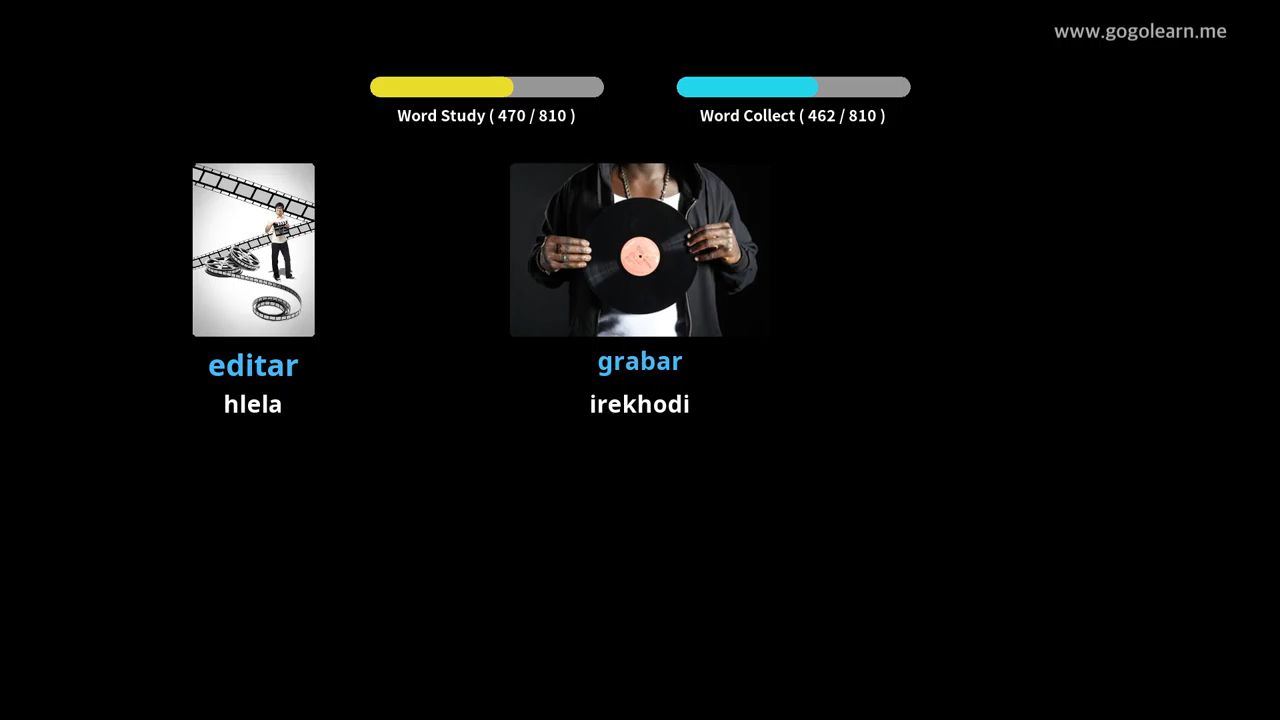 www.gogolearn.me
Word Study ( 470 / 810 )
Word Collect ( 462 / 810 )
editar
hlela
grabar
irekhodi